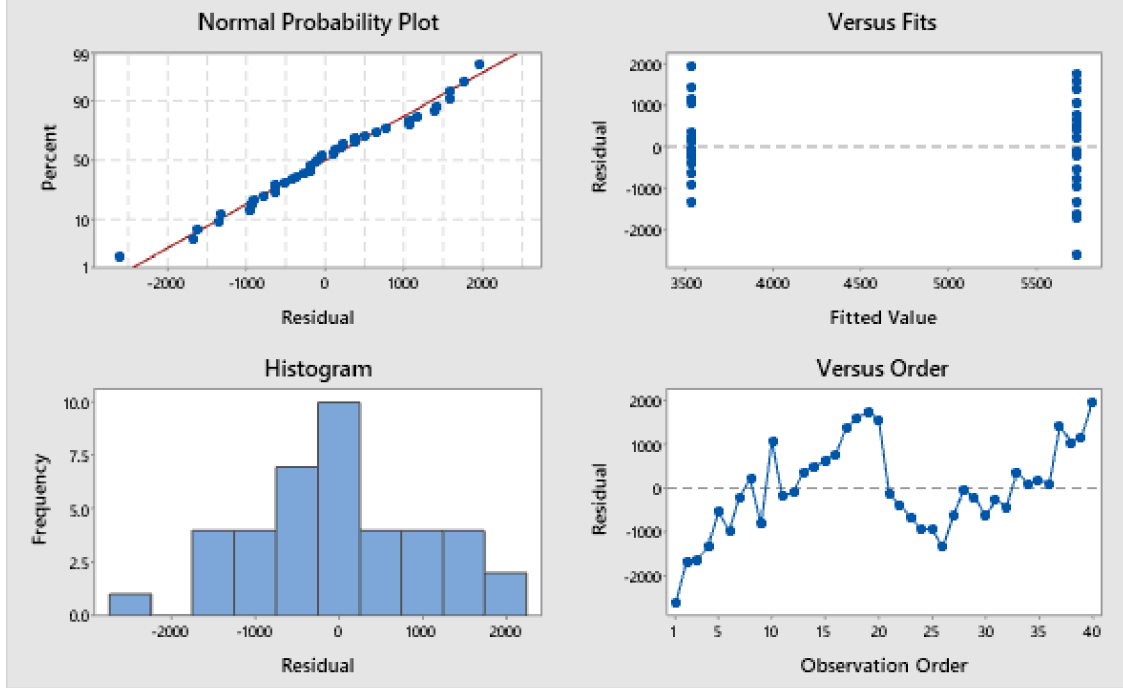 Normal Probability Plot
99
90
50
10
1
Percent
-2000 -1000 0 1000 2000
Residual
Versus Fits
2000
1000
0
-1000
-2000
Residual
3500 4000 4500 5000 5500
Fitted Value
Histogram
10.0
7.5
5.0
2.5
0.0
Frequency
-2000 -1000 0 1000 2000
Residual
Versus Order
2000
1000
0
-1000
-2000
Residual
1 5 10 15 20 25 30 35 40
Observation Order